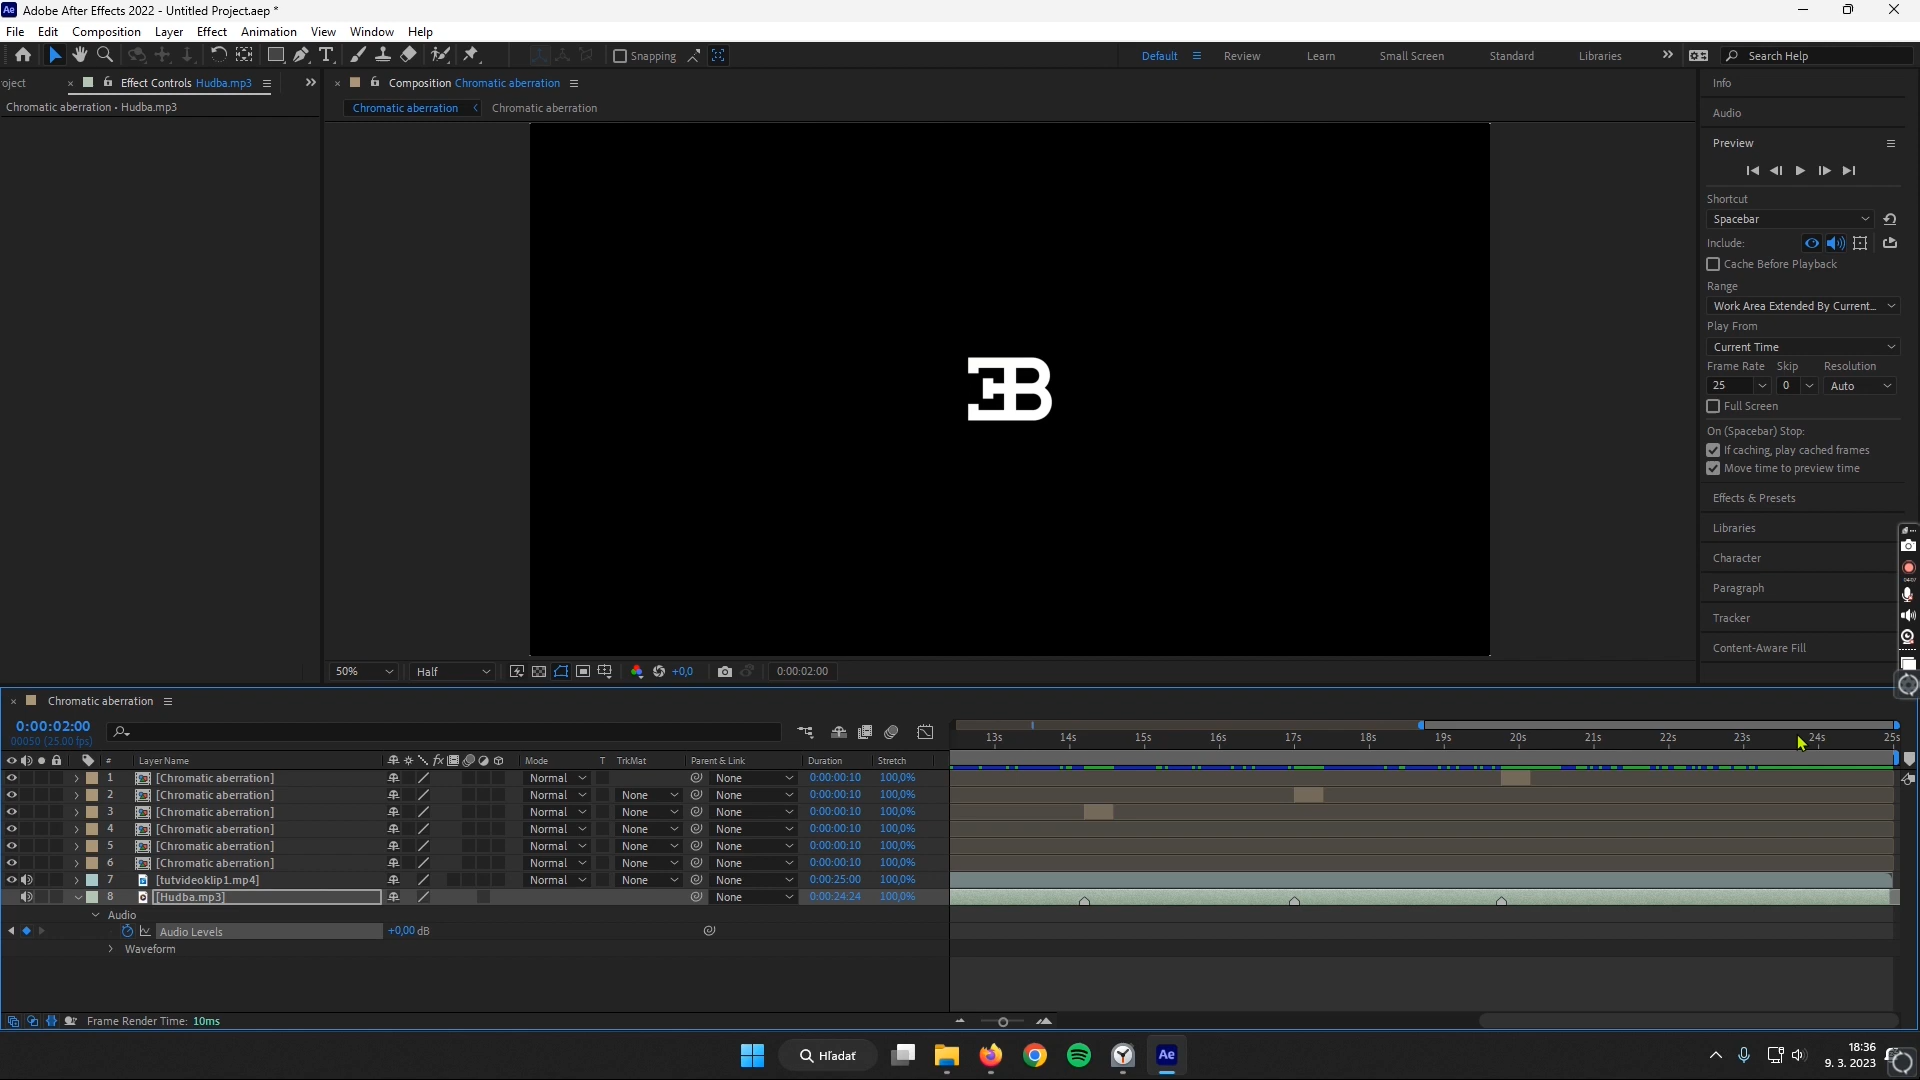 Adobe After Effects 2022 - Untitled Project.aep *
File Edit Composition Layer Effect Animation View Window Help
Snapping
Default Review Learn Small Screen Standard Libraries
Search Help
oject Effect Controls Hudba.mp3
Composition Chromatic aberration
Chromatic aberration • Hudba.mp3
Chromatic aberration < Chromatic aberration
Info
Audio
Preview
Shortcut
Spacebar
Include:
Cache Before Playback
Range
Work Area Extended By Current...
Play From
Current Time
Frame Rate Skip Resolution
25 0 Auto
Full Screen
On (Spacebar) Stop:
If caching, play cached frames
Move time to preview time
Effects & Presets
Libraries
Character
Paragraph
Tracker
Content-Aware Fill
50% Half +0,0 0:00:02:00
Chromatic aberration
0:00:02:00
00050 (25.00 fps)
13s 14s 15s 16s 17s 18s 19s 20s 21s 22s 23s 24s 25s
# Layer Name Mode T TrkMat Parent & Link Duration Stretch
1 [Chromatic aberration] Normal None 0:00:00:10 100,0%
2 [Chromatic aberration] Normal None None 0:00:00:10 100,0%
3 [Chromatic aberration] Normal None None 0:00:00:10 100,0%
4 [Chromatic aberration] Normal None None 0:00:00:10 100,0%
5 [Chromatic aberration] Normal None None 0:00:00:10 100,0%
6 [Chromatic aberration] Normal None None 0:00:00:10 100,0%
7 [tutvideoklip1.mp4] Normal None None 0:00:25:00 100,0%
8 [Hudba.mp3] None 0:00:24:24 100,0%
Audio
Audio Levels +0,00 dB
Waveform
Frame Render Time: 10ms
Hľadať
Ae
18:36
9. 3. 2023